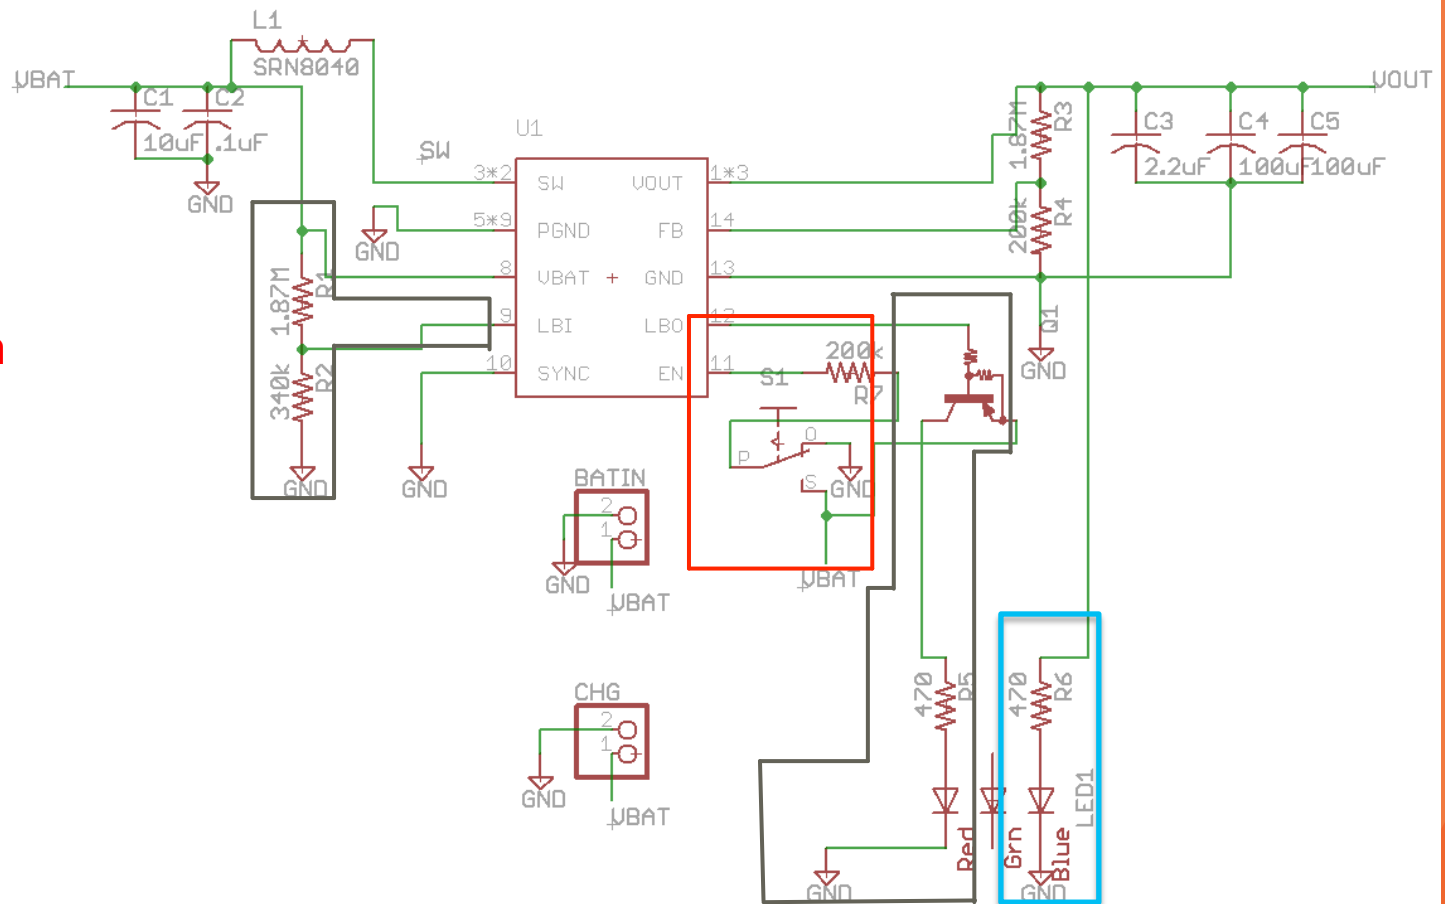 L1
SRN8040
VBAT
C1
C2
10uF
.1uF
GND
SW
U1
3*2
SW
VOUT
1*3
5*9
PGND
FB
14
GND
8
VBAT
GND
13
9
LBI
LBO
12
10
SYNC
EN
11
1.87M
R1
340k
R2
GND
GND
VOUT
1.87M
R3
200k
R4
C3
2.2uF
C4
100uF
C5
100uF
Q1
GND
200k
R7
S1
P
O
S
GND
VBAT
BATIN
2
1
GND
VBAT
CHG
2
1
GND
VBAT
470
R5
470
R6
LED1
Red
Grn
Blue
GND
GND